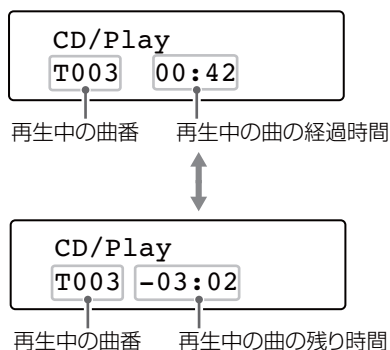 CD/Play
T003 00:42
再生中の曲番 再生中の曲の経過時間
CD/Play
T003 -03:02
再生中の曲番 再生中の曲の残り時間